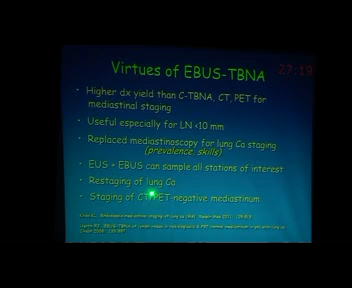 Virtues of EBUS-TBNA
27:19
• Higher dx yield than C-TBNA, CT, PET for
mediastinal staging
• Useful especially for LN <10 mm
• Replaced mediastinoscopy for lung Ca staging
(prevalence, skills)
• EUS + EBUS can sample all stations of interest
• Restaging of lung Ca
• Staging of CT/PET-negative mediastinum